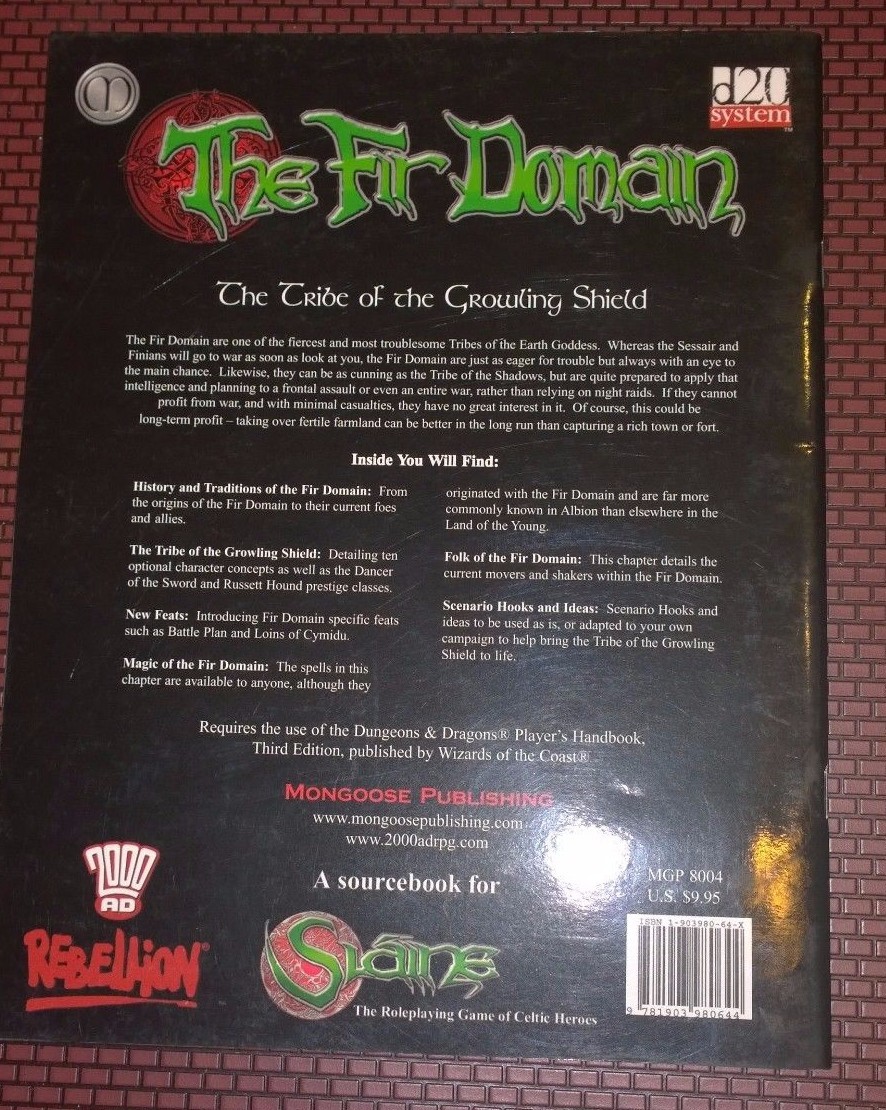 d20
system
TM
The Fir Domain
The Tribe of the Growling Shield
The Fir Domain are one of the fiercest and most troublesome Tribes of the Earth Goddess. Whereas the Sessair and
Finians will go to war as soon as look at you, the Fir Domain are just as eager for trouble but always with an eye to
the main chance. Likewise, they can be as cunning as the Tribe of the Shadows, but are quite prepared to apply that
intelligence and planning to a frontal assault or even an entire war, rather than relying on night raids. If they cannot
profit from war, and with minimal casualties, they have no great interest in it. Of course, this could be
long-term profit – taking over fertile farmland can be better in the long run than capturing a rich town or fort.
Inside You Will Find:
History and Traditions of the Fir Domain: From
the origins of the Fir Domain to their current foes
and allies.
The Tribe of the Growling Shield: Detailing ten
optional character concepts as well as the Dancer
of the Sword and Russett Hound prestige classes.
New Feats: Introducing Fir Domain specific feats
such as Battle Plan and Loins of Cymidu.
Magic of the Fir Domain: The spells in this
chapter are available to anyone, although they
originated with the Fir Domain and are far more
commonly known in Albion than elsewhere in the
Land of the Young.
Folk of the Fir Domain: This chapter details the
current movers and shakers within the Fir Domain.
Scenario Hooks and Ideas: Scenario Hooks and
ideas to be used as is, or adapted to your own
campaign to help bring the Tribe of the Growling
Shield to life.
Requires the use of the Dungeons & Dragons® Player's Handbook,
Third Edition, published by Wizards of the Coast®
Mongoose Publishing
www.mongoosepublishing.com
www.2000adrpg.com
2000
AD
REBELLION®
A sourcebook for
Sláine
The Roleplaying Game of Celtic Heroes
MGP 8004
U.S. $9.95
ISBN 1-903980-64-X
9 781903 980644